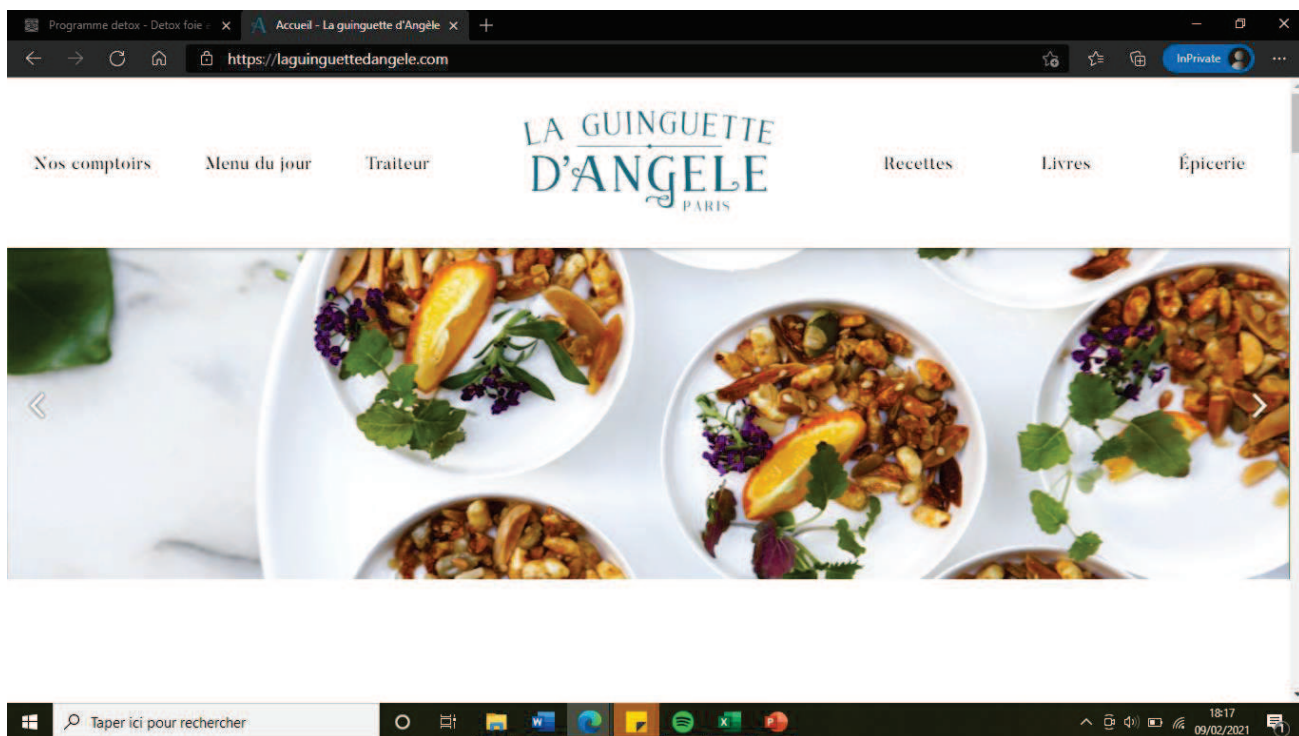 Programme detox - Detox foie e
Accueil - La guinguette d'Angèle
https://laguinguettedangele.com
InPrivate
Nos comptoirs
Menu du jour
Traiteur
LA GUINGUETTE
D'ANGELE
PARIS
Recettes
Livres
Épicerie
Taper ici pour rechercher
18:17
09/02/2021